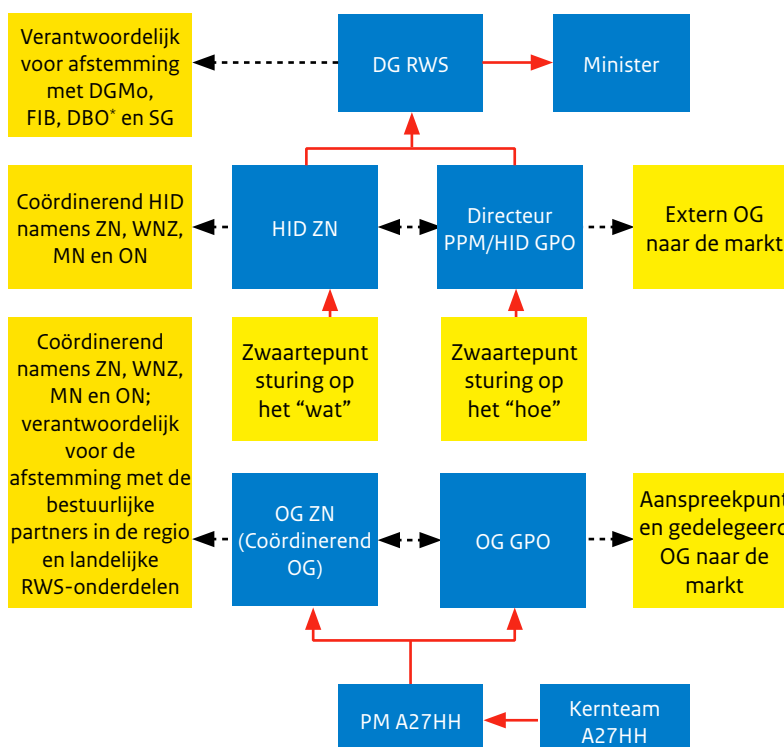 Verantwoordelijk
voor afstemming
met DGMo,
FIB, DBO* en SG
DG RWS
Minister
Coördinerend HID
namens ZN, WNZ,
MN en ON
HID ZN
Directeur
PPM/HID GPO
Extern OG
naar de markt
Coördinerend
namens ZN, WNZ,
MN en ON;
verantwoordelijk
voor de
afstemming met de
bestuurlijke
partners in de regio
en landelijke
RWS-onderdelen
Zwaartepunt
sturing op
het “wat”
Zwaartepunt
sturing op
het “hoe”
OG ZN
(Coördinerend
OG)
OG GPO
Aanspreekpunt
en gedelegeerd
OG naar de
markt
PM A27HH
Kernteam
A27HH